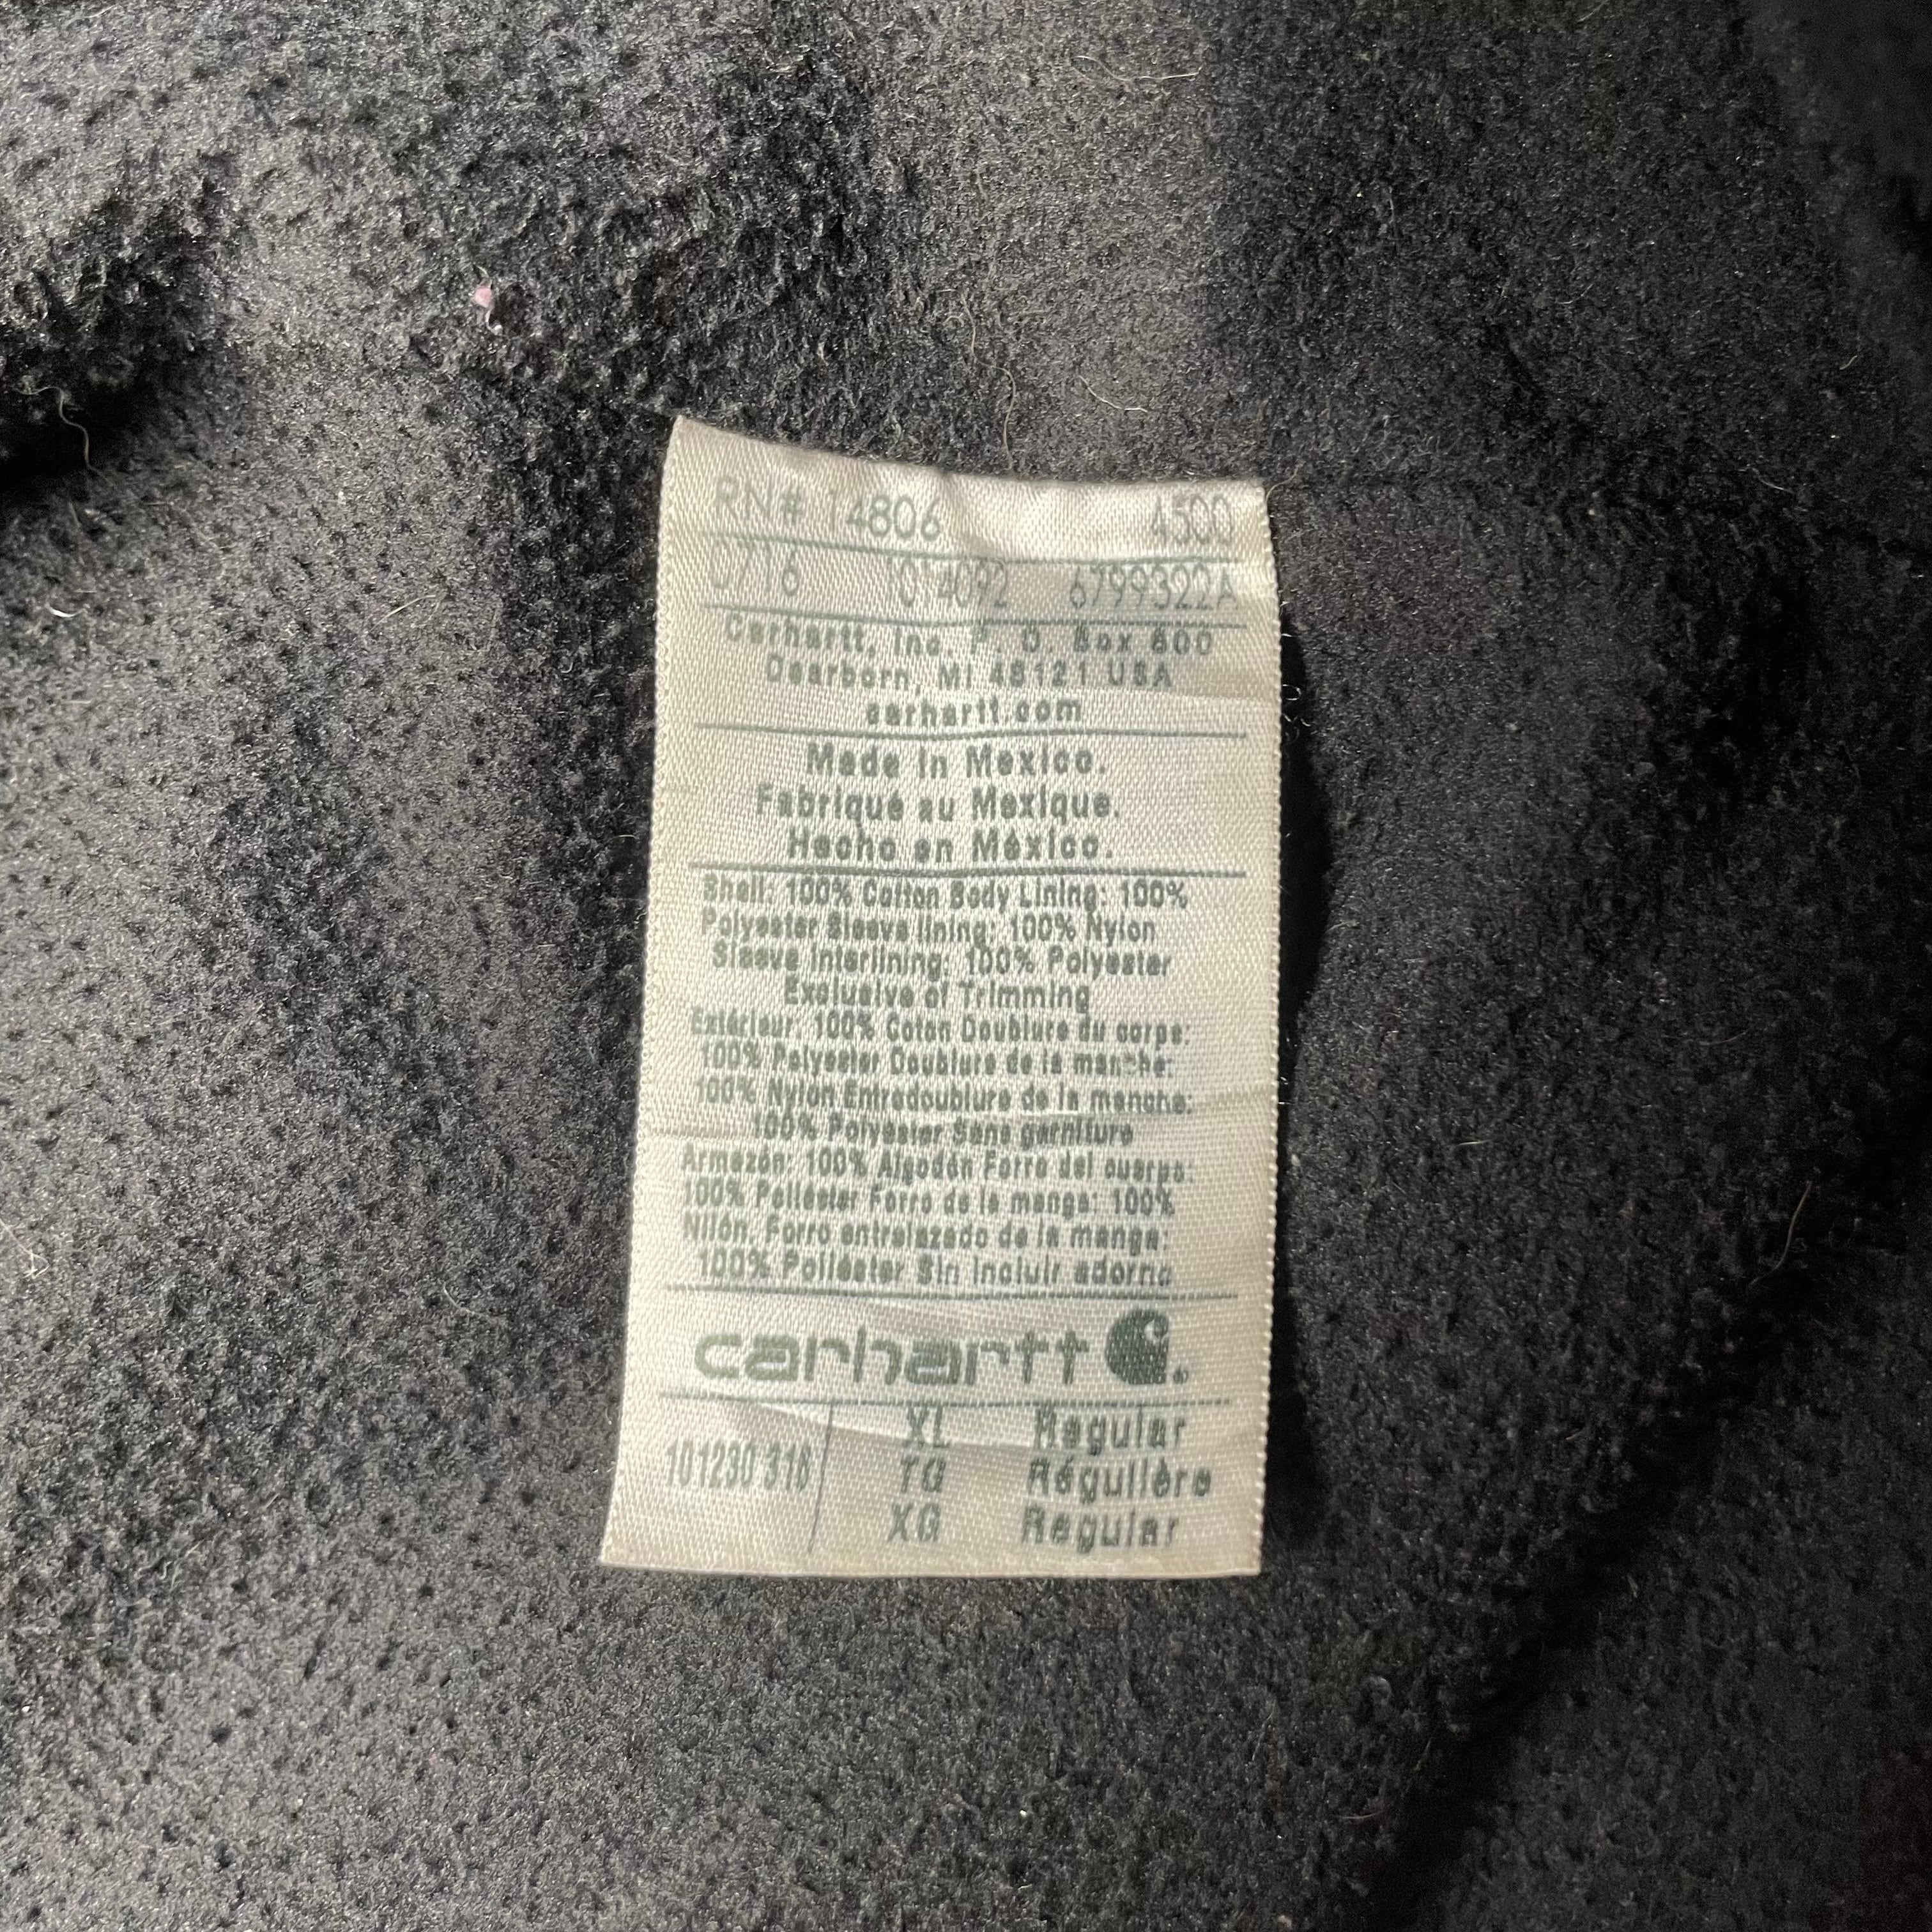 RN# 14806 4500
0716 1014092 6799322A
Carhartt, Inc. P. O. Box 600
Dearborn, MI 48121 USA
carhartt.com
Made in Mexico.
Fabriqué au Mexique.
Hecho en México.
Shell: 100% Cotton Body Lining: 100%
Polyester Sleeve lining: 100% Nylon
Sleeve Interlining: 100% Polyester
Exclusive of Trimming
Extérieur: 100% Coton Doublure du corps:
100% Polyester Doublure de la manche:
100% Nylon Entredoublure de la manche:
100% Polyester Sans garniture
Armazón: 100% Algodón Forro del cuerpo:
100% Poliéster Forro de la manga: 100%
Nilón. Forro entrelazado de la manga:
100% Poliéster Sin incluir adorno
carhartt
XL Regular
101230 316 TG Régulière
XG Regular